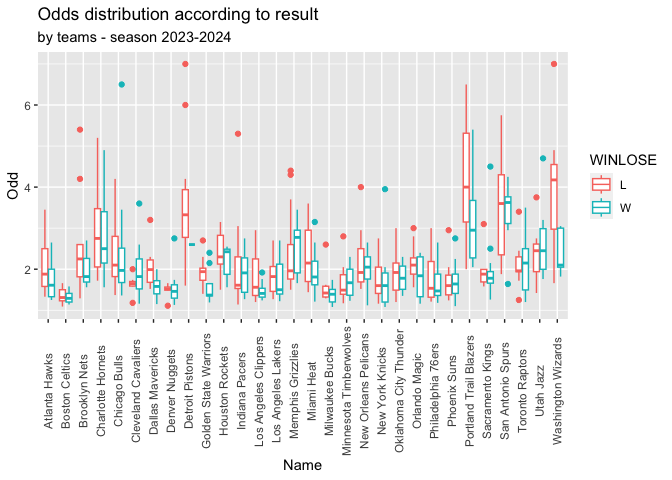 Odds distribution according to result
by teams - season 2023-2024
Odd
6
4
2
Atlanta Hawks
Boston Celtics
Brooklyn Nets
Charlotte Hornets
Chicago Bulls
Cleveland Cavaliers
Dallas Mavericks
Denver Nuggets
Detroit Pistons
Golden State Warriors
Houston Rockets
Indiana Pacers
Los Angeles Clippers
Los Angeles Lakers
Memphis Grizzlies
Miami Heat
Milwaukee Bucks
Minnesota Timberwolves
New Orleans Pelicans
New York Knicks
Oklahoma City Thunder
Orlando Magic
Philadelphia 76ers
Phoenix Suns
Portland Trail Blazers
Sacramento Kings
San Antonio Spurs
Toronto Raptors
Utah Jazz
Washington Wizards
Name
WINLOSE
L
W